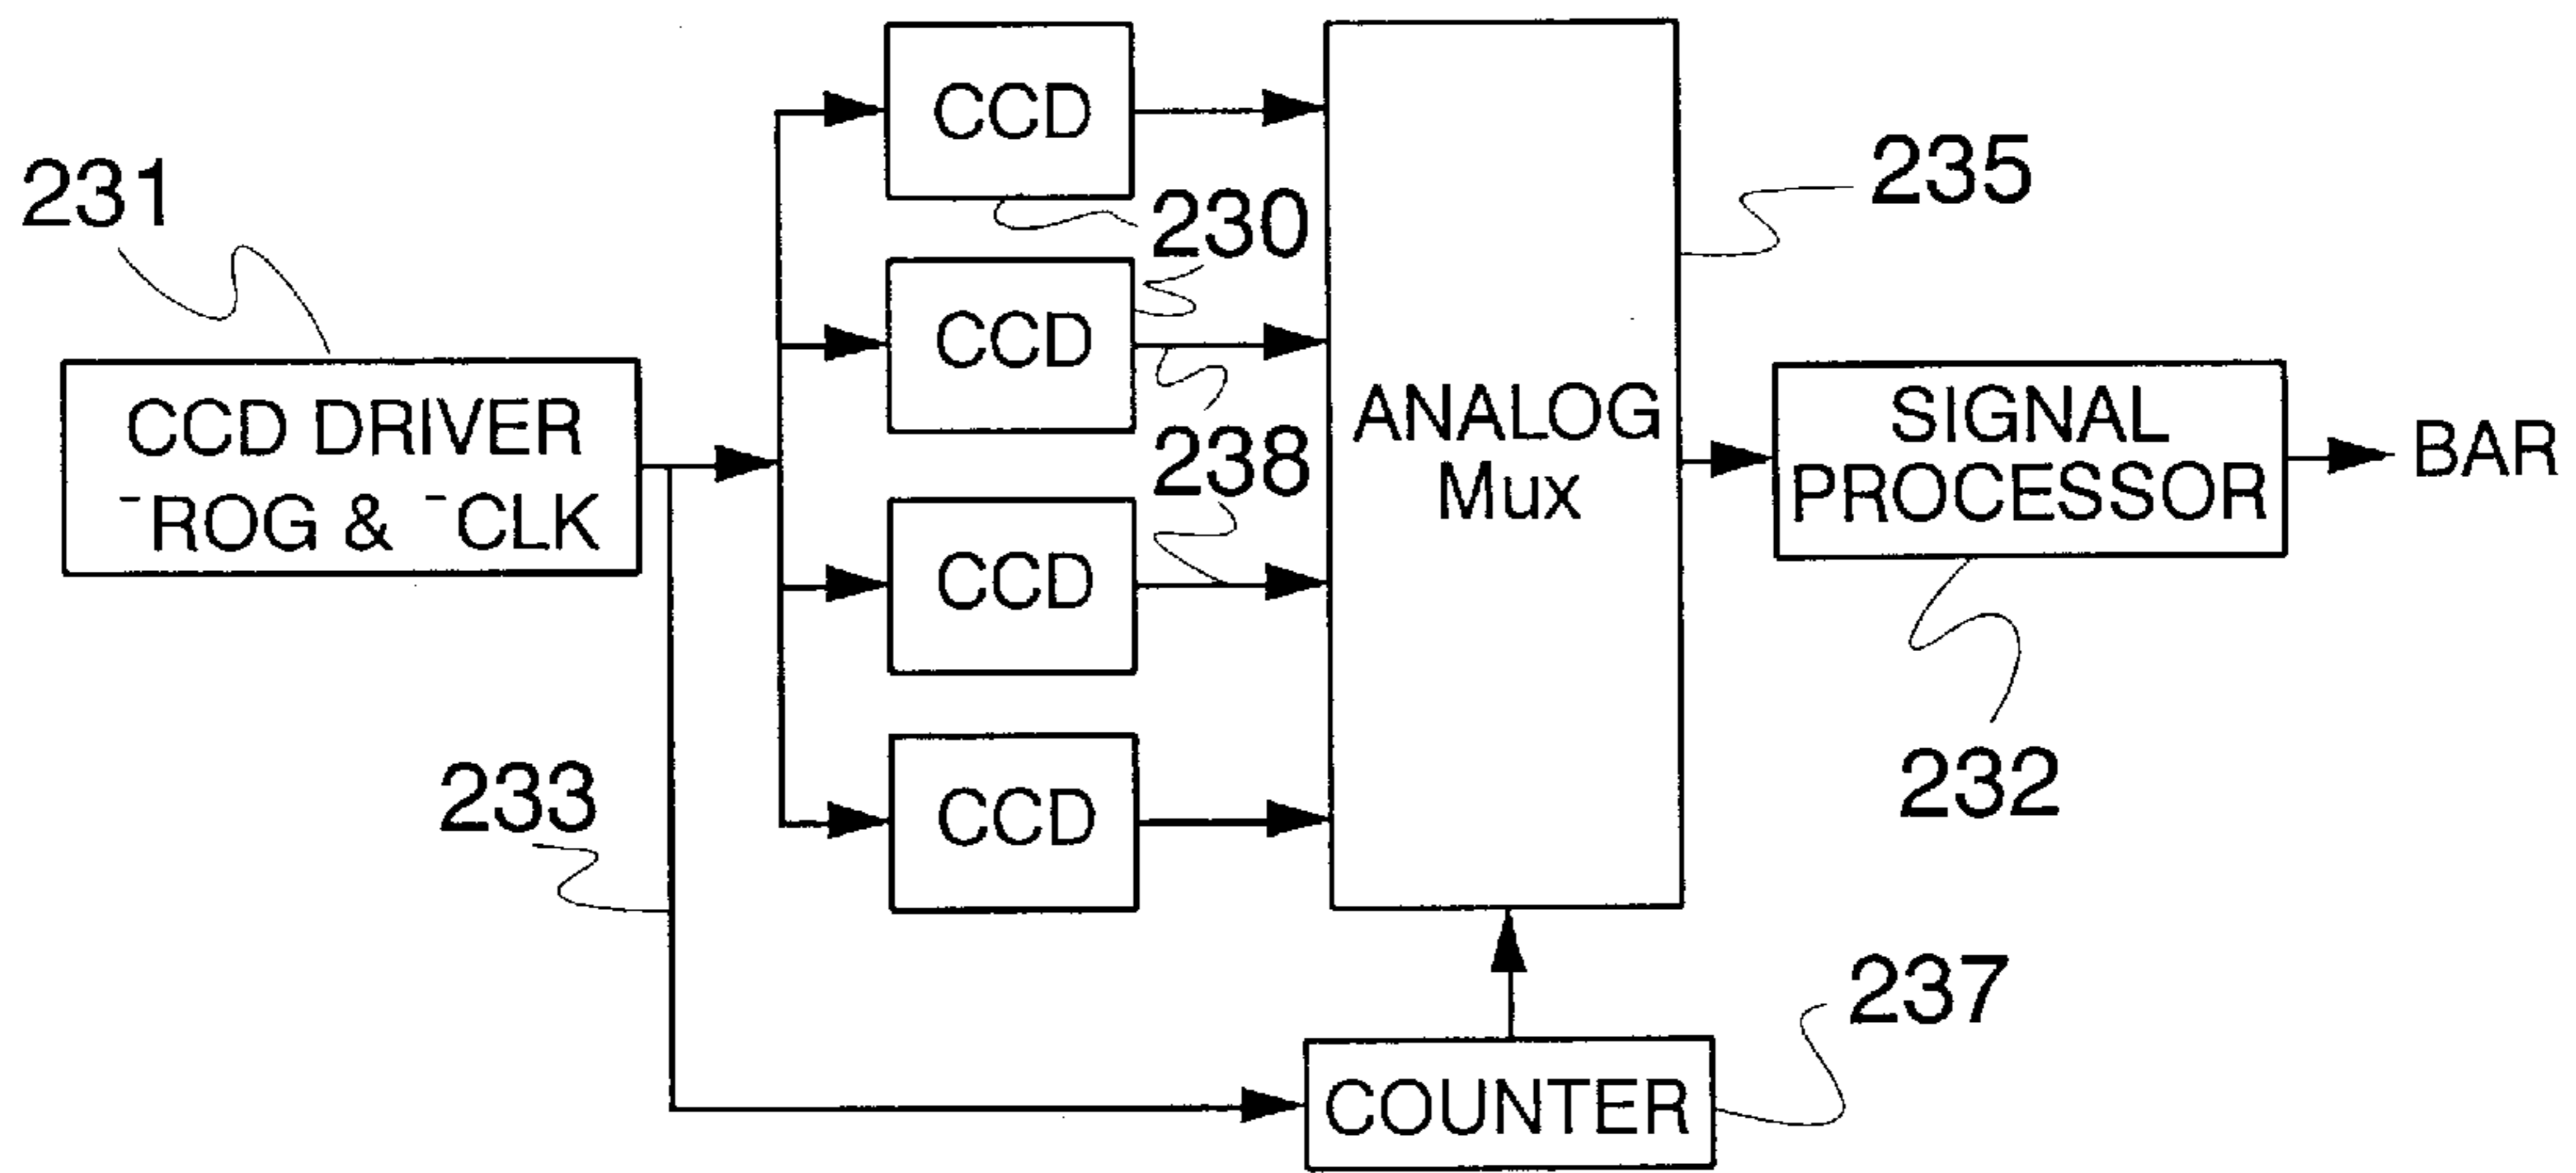 231
CCD DRIVER
¯ROG & ¯CLK
233
CCD
230
CCD
238
CCD
CCD
ANALOG
Mux
235
SIGNAL
PROCESSOR
BAR
232
237
COUNTER